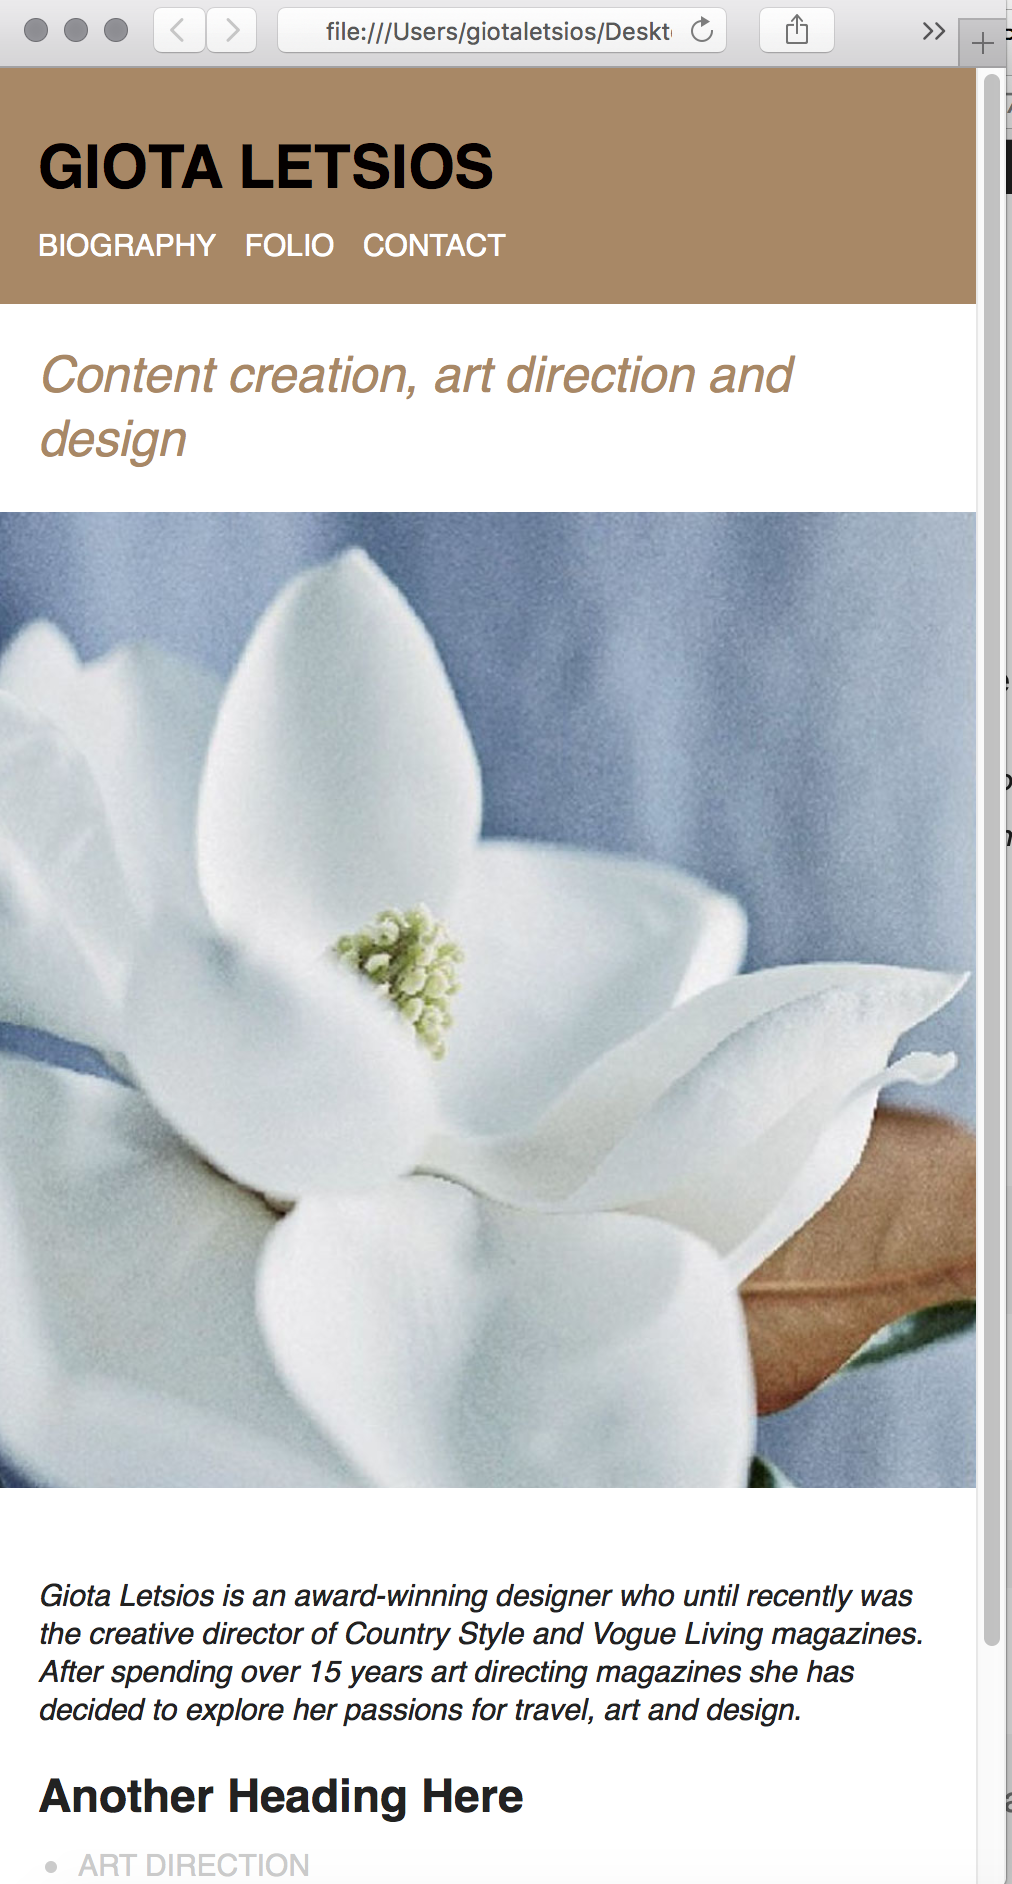 file:///Users/giotaletsios/Deskt
GIOTA LETSIOS
BIOGRAPHY FOLIO CONTACT
Content creation, art direction and
design
Giota Letsios is an award-winning designer who until recently was
the creative director of Country Style and Vogue Living magazines.
After spending over 15 years art directing magazines she has
decided to explore her passions for travel, art and design.
Another Heading Here
• ART DIRECTION